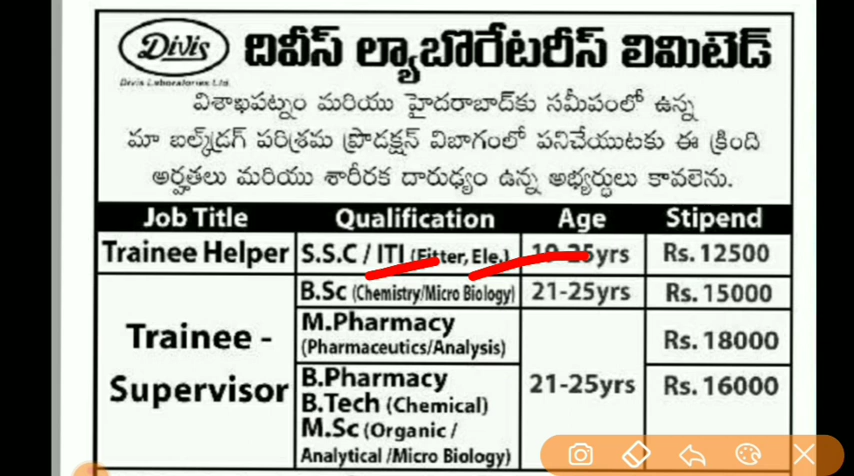 Divis
దివీస్ ల్యాబొరేటరీస్ లిమిటెడ్
Divis Laboratories Ltd.
విశాఖపట్నం మరియు హైదరాబాద్‌కు సమీపంలో ఉన్న
మా బల్క్‌డ్రగ్ పరిశ్రమ ప్రొడక్షన్ విభాగంలో పనిచేయుటకు ఈ క్రింది
అర్హతలు మరియు శారీరక దారుఢ్యం ఉన్న అభ్యర్థులు కావలెను.
Job Title Qualification Age Stipend
Trainee Helper S.S.C / ITI (Fitter, Ele.) 25yrs Rs. 12500
B.Sc (Chemistry/Micro Biology) 21-25yrs Rs. 15000
Trainee -
Supervisor
M.Pharmacy
(Pharmaceutics/Analysis)
Rs. 18000
B.Pharmacy
B.Tech (Chemical)
M.Sc (Organic /
Analytical /Micro Biology)
21-25yrs
Rs. 16000